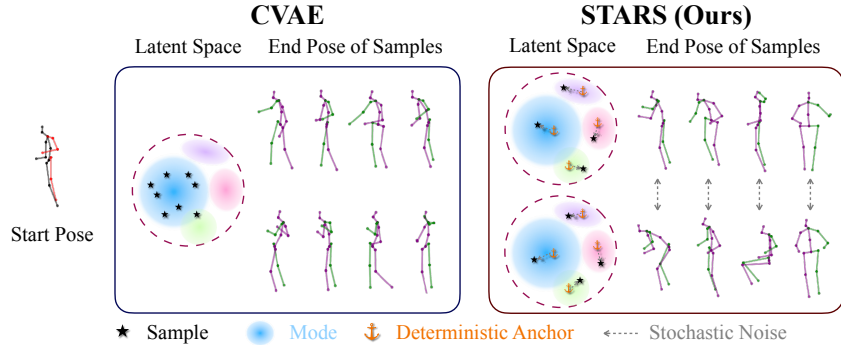 CVAE
STARS (Ours)
Latent Space
End Pose of Samples
Latent Space
End Pose of Samples
Start Pose
Sample
Mode
Deterministic Anchor
Stochastic Noise